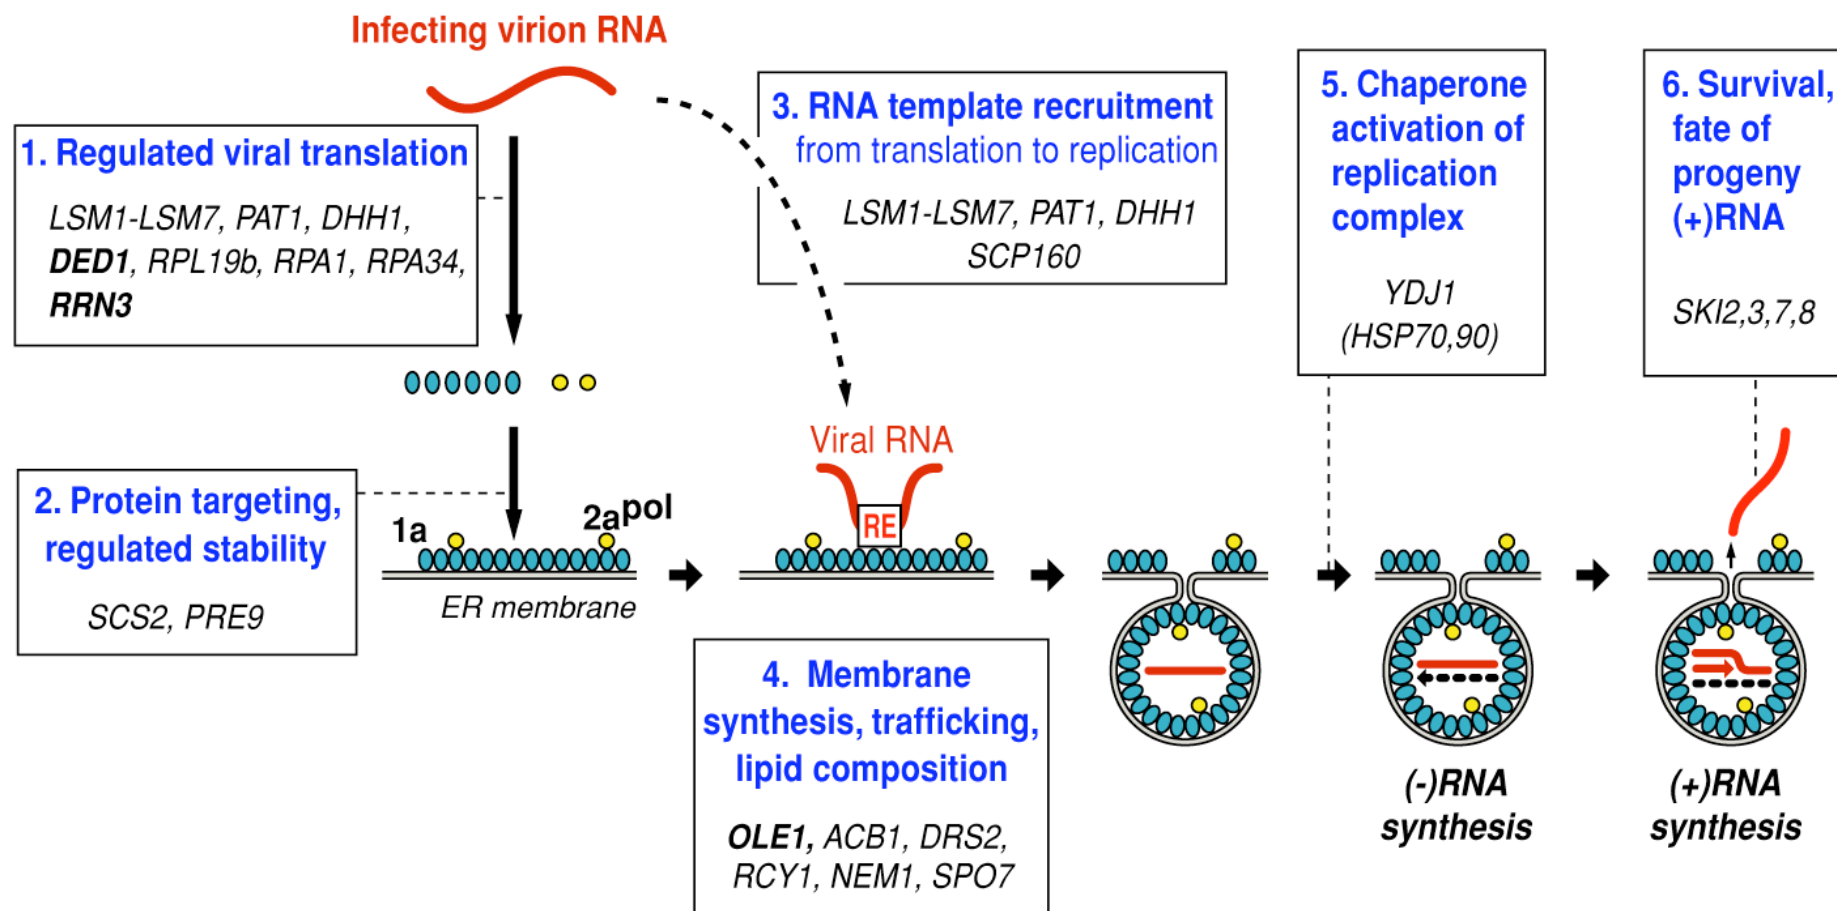 Infecting virion RNA
1. Regulated viral translation
LSM1-LSM7, PAT1, DHH1,
DED1, RPL19b, RPA1, RPA34,
RRN3
3. RNA template recruitment
from translation to replication
LSM1-LSM7, PAT1, DHH1
SCP160
5. Chaperone
activation of
replication
complex
YDJ1
(HSP70,90)
6. Survival,
fate of
progeny
(+)RNA
SKI2,3,7,8
2. Protein targeting,
regulated stability
SCS2, PRE9
1a
2apol
ER membrane
Viral RNA
RE
4. Membrane
synthesis, trafficking,
lipid composition
OLE1, ACB1, DRS2,
RCY1, NEM1, SPO7
(-)RNA
synthesis
(+)RNA
synthesis